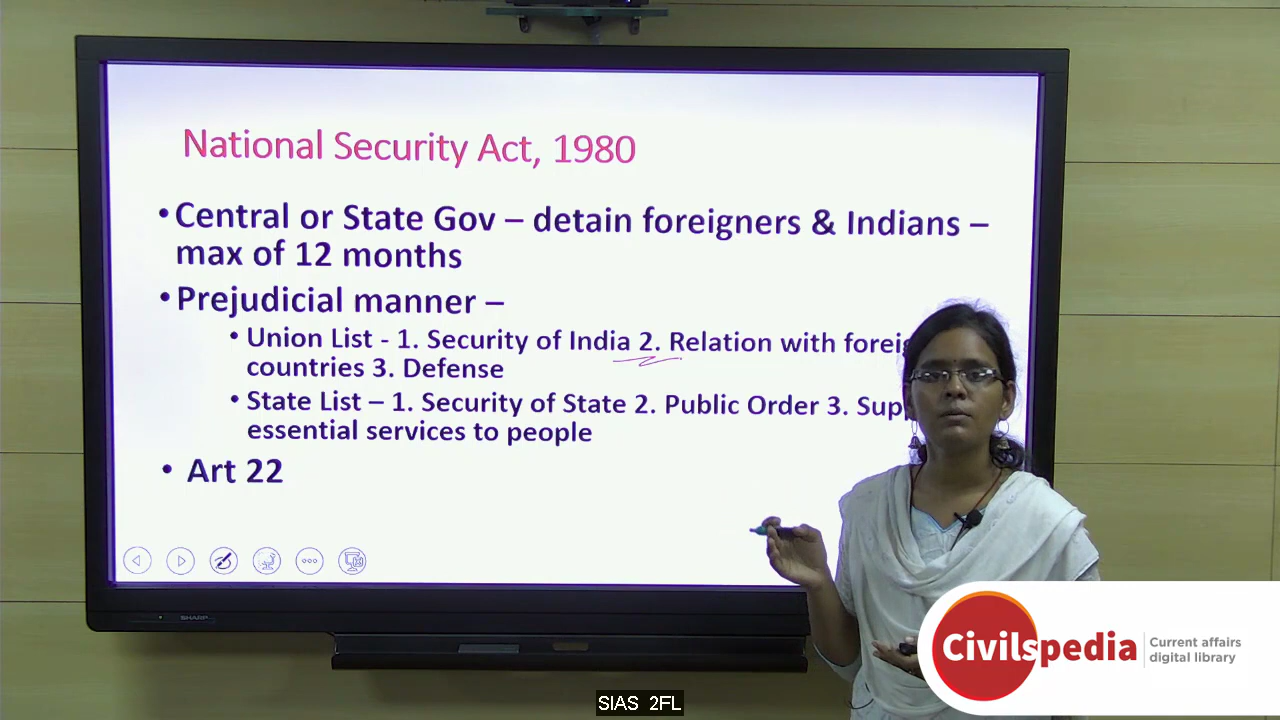 National Security Act, 1980
• Central or State Gov – detain foreigners & Indians –
max of 12 months
• Prejudicial manner –
• Union List - 1. Security of India 2. Relation with
countries 3. Defense
• State List – 1. Security of State 2. Public Order 3.
essential services to people
• Art 22
SHARP
Civilspedia
Current affairs
digital library
SIAS 2FL